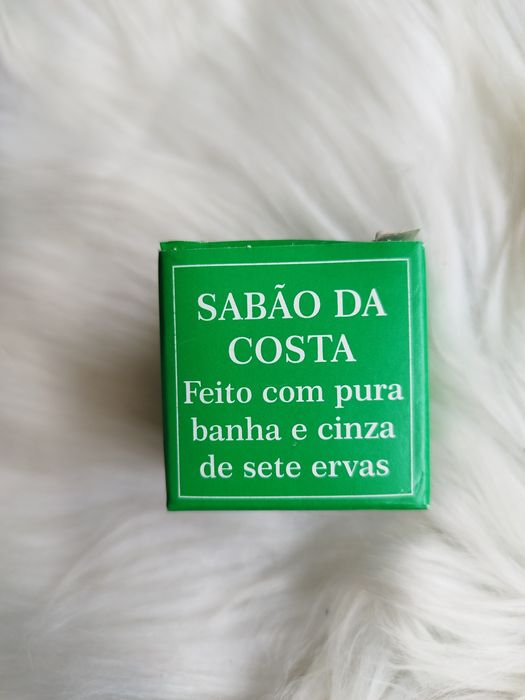 SABÃO DA
COSTA
Feito com pura
banha e cinza
de sete ervas